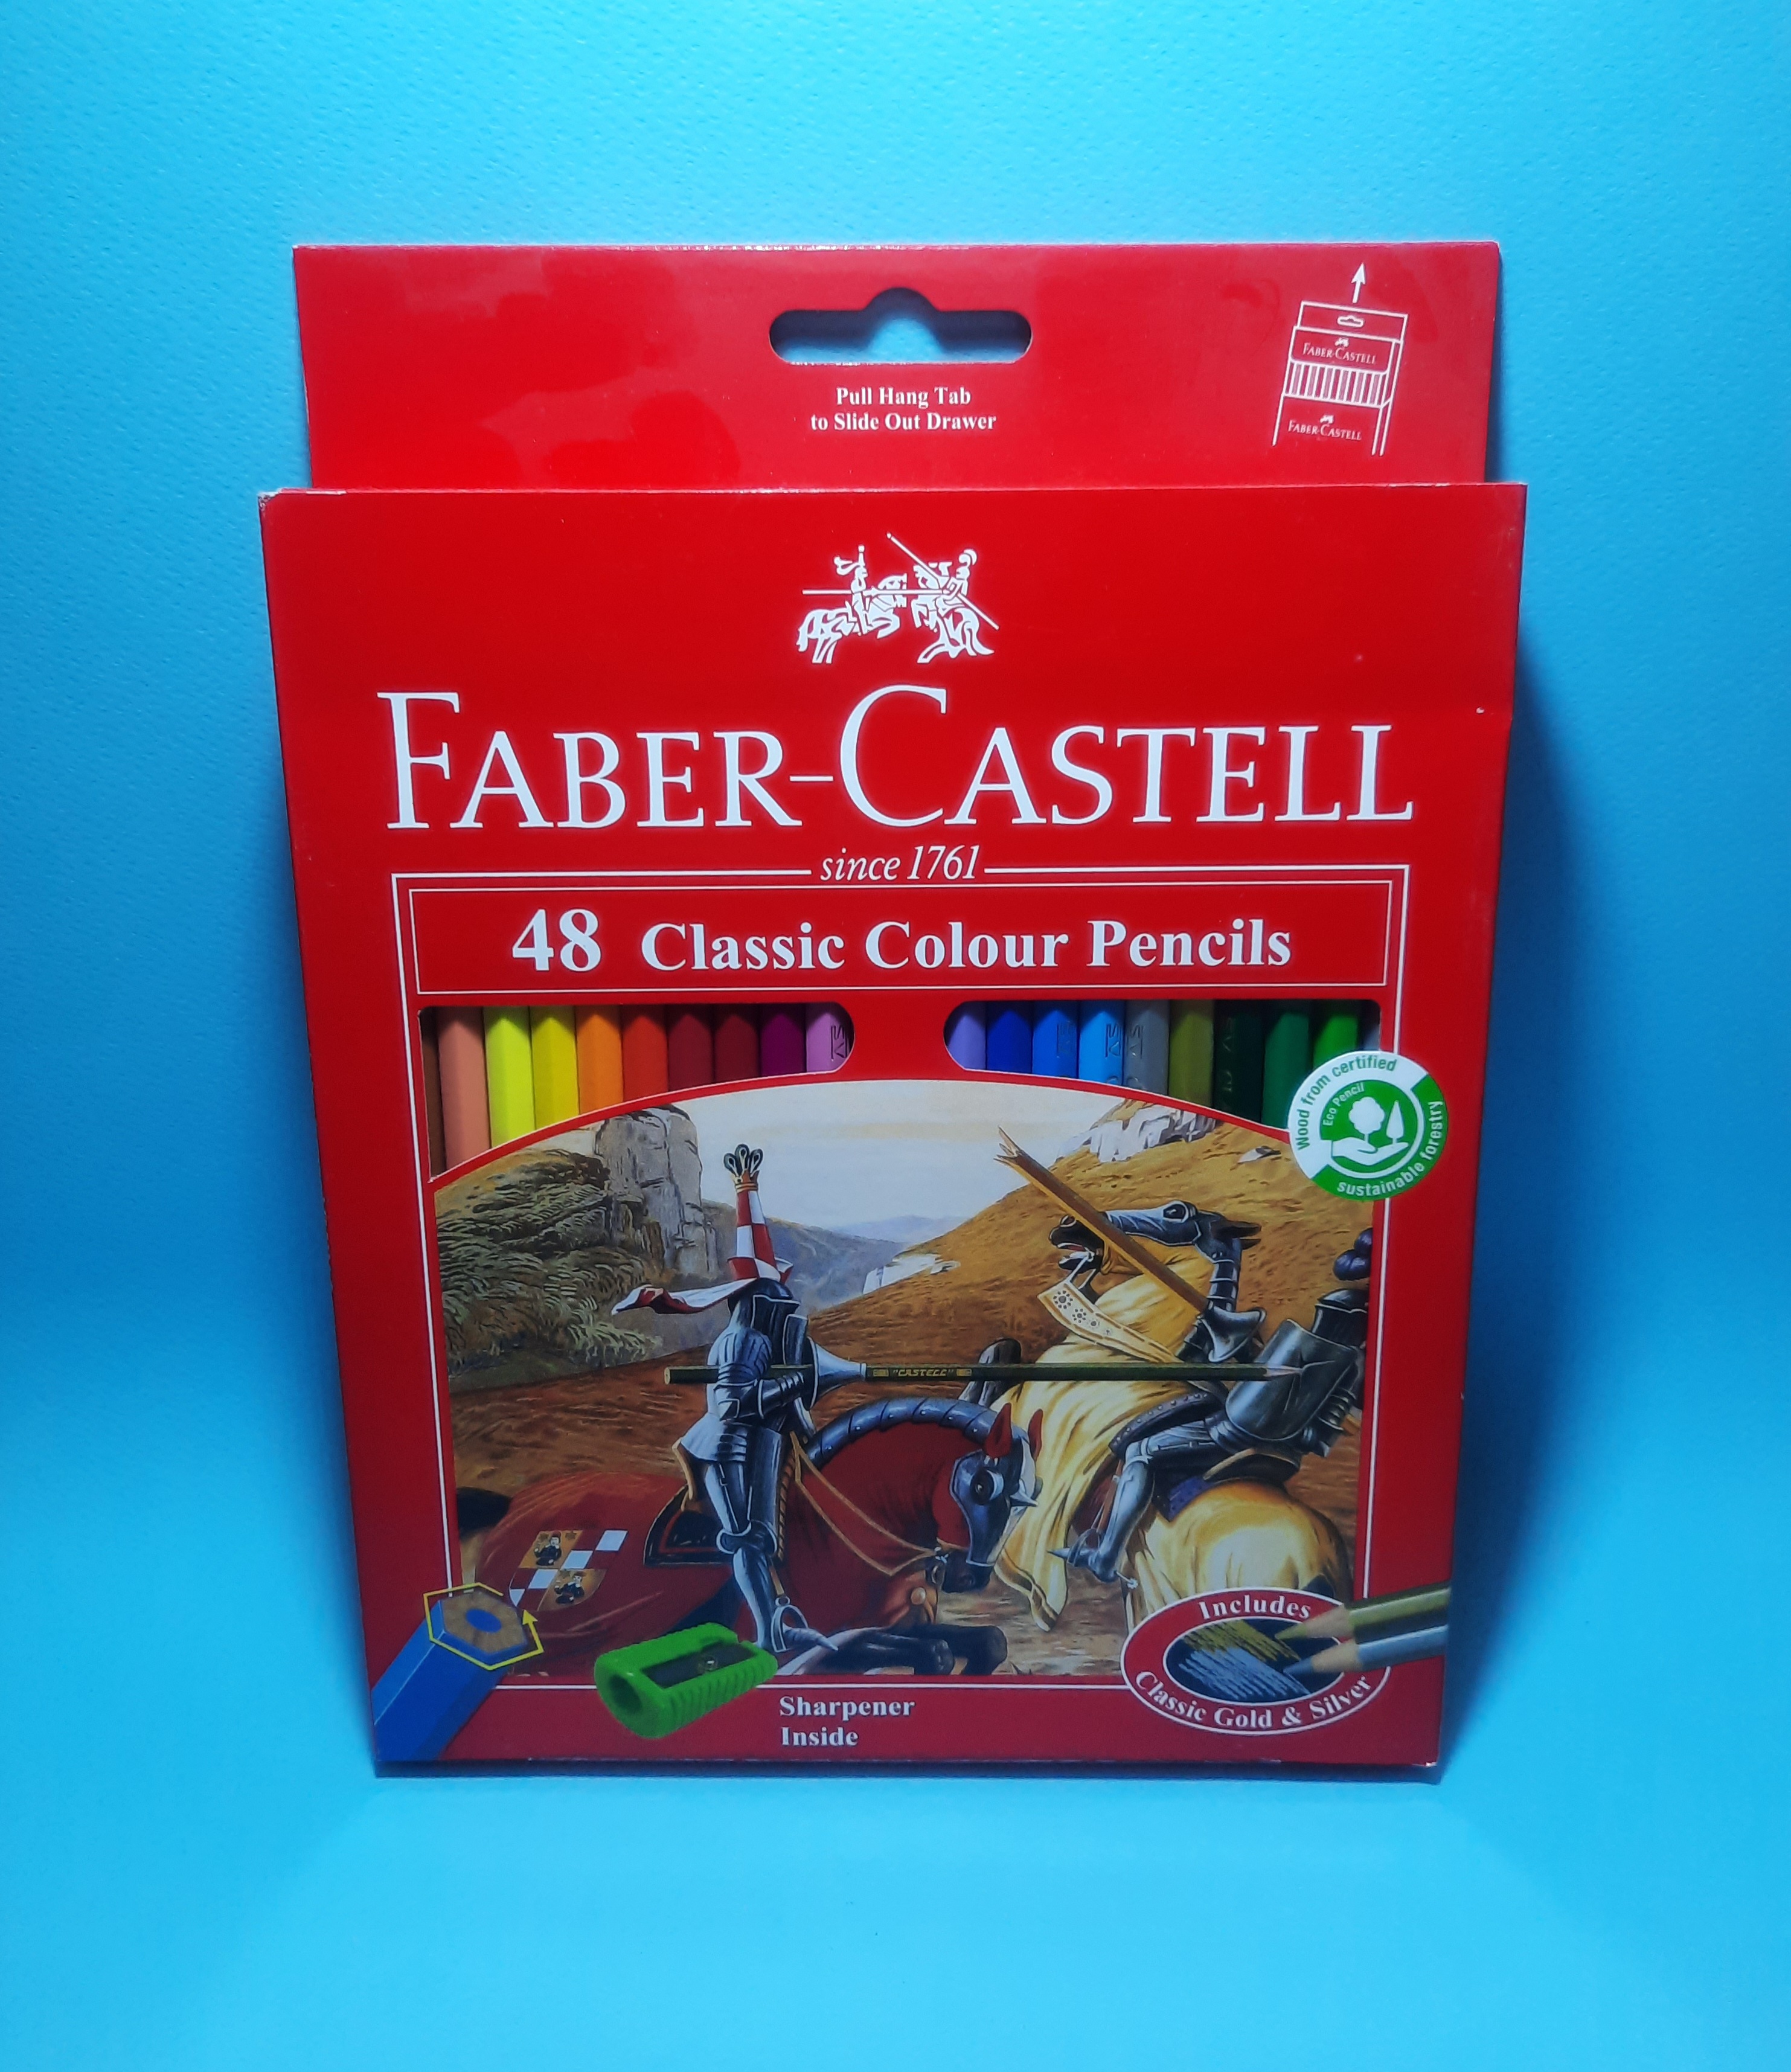 Pull Hang Tab
to Slide Out Drawer
FABER-CASTELL
FABER-CASTELL
FABER-CASTELL
since 1761
48 Classic Colour Pencils
Wood from certified
Eco Pencil
sustainable forestry
"CASTELL"
Includes
Classic Gold & Silver
Sharpener
Inside